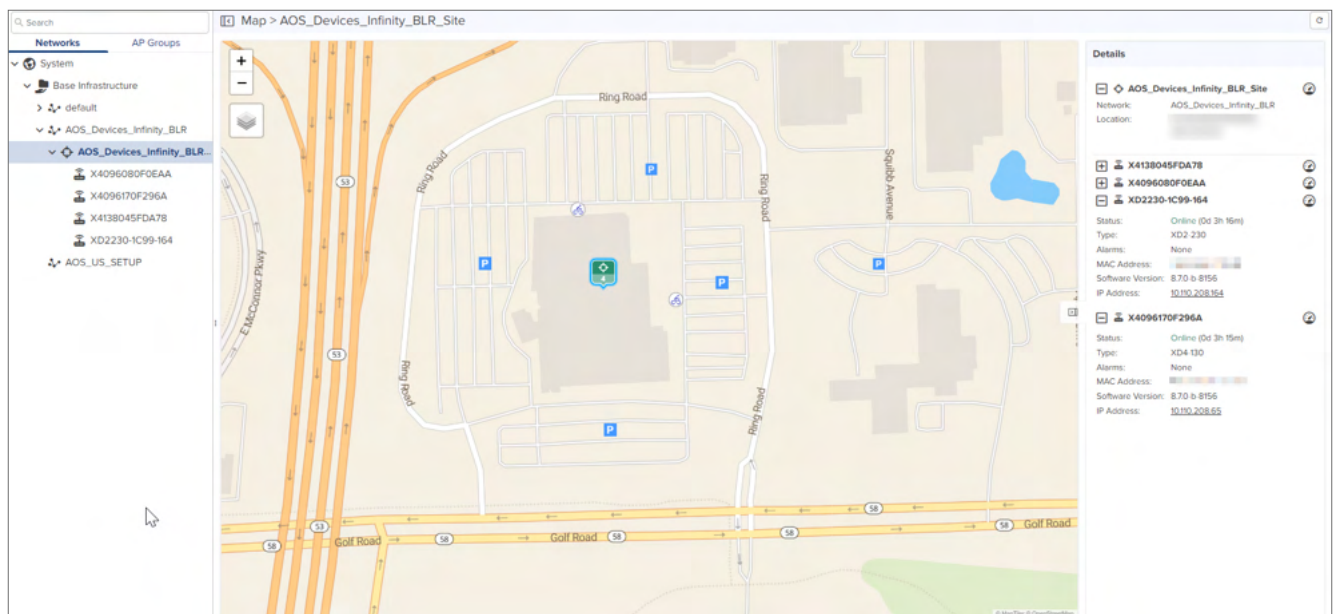 Search
Map > AOS_Devices_Infinity_BLR_Site
Networks
AP Groups
System
Base Infrastructure
default
AOS_Devices_Infinity_BLR
AOS_Devices_Infinity_BLR...
X4096080F0EAA
X4096170F296A
X4138045FDA78
XD2230-1C99-164
AOS_US_SETUP
+
−
Ring Road
Ring Road
Ring Road
Squibb Avenue
53
P
P
P
P
4
E McConnor Pkwy
53
Ring Road
Ring Road
P
58
53
58
Golf Road
58
Golf Road
58
58
58
Golf Road
© MapTiler © OpenStreetMap
Details
AOS_Devices_Infinity_BLR_Site
Network: AOS_Devices_Infinity_BLR
Location:
X4138045FDA78
X4096080F0EAA
XD2230-1C99-164
Status: Online (0d 3h 16m)
Type: XD2-230
Alarms: None
MAC Address:
Software Version: 8.7.0-b-8156
IP Address: 10.110.208.164
X4096170F296A
Status: Online (0d 3h 15m)
Type: XD4-130
Alarms: None
MAC Address:
Software Version: 8.7.0-b-8156
IP Address: 10.110.208.65